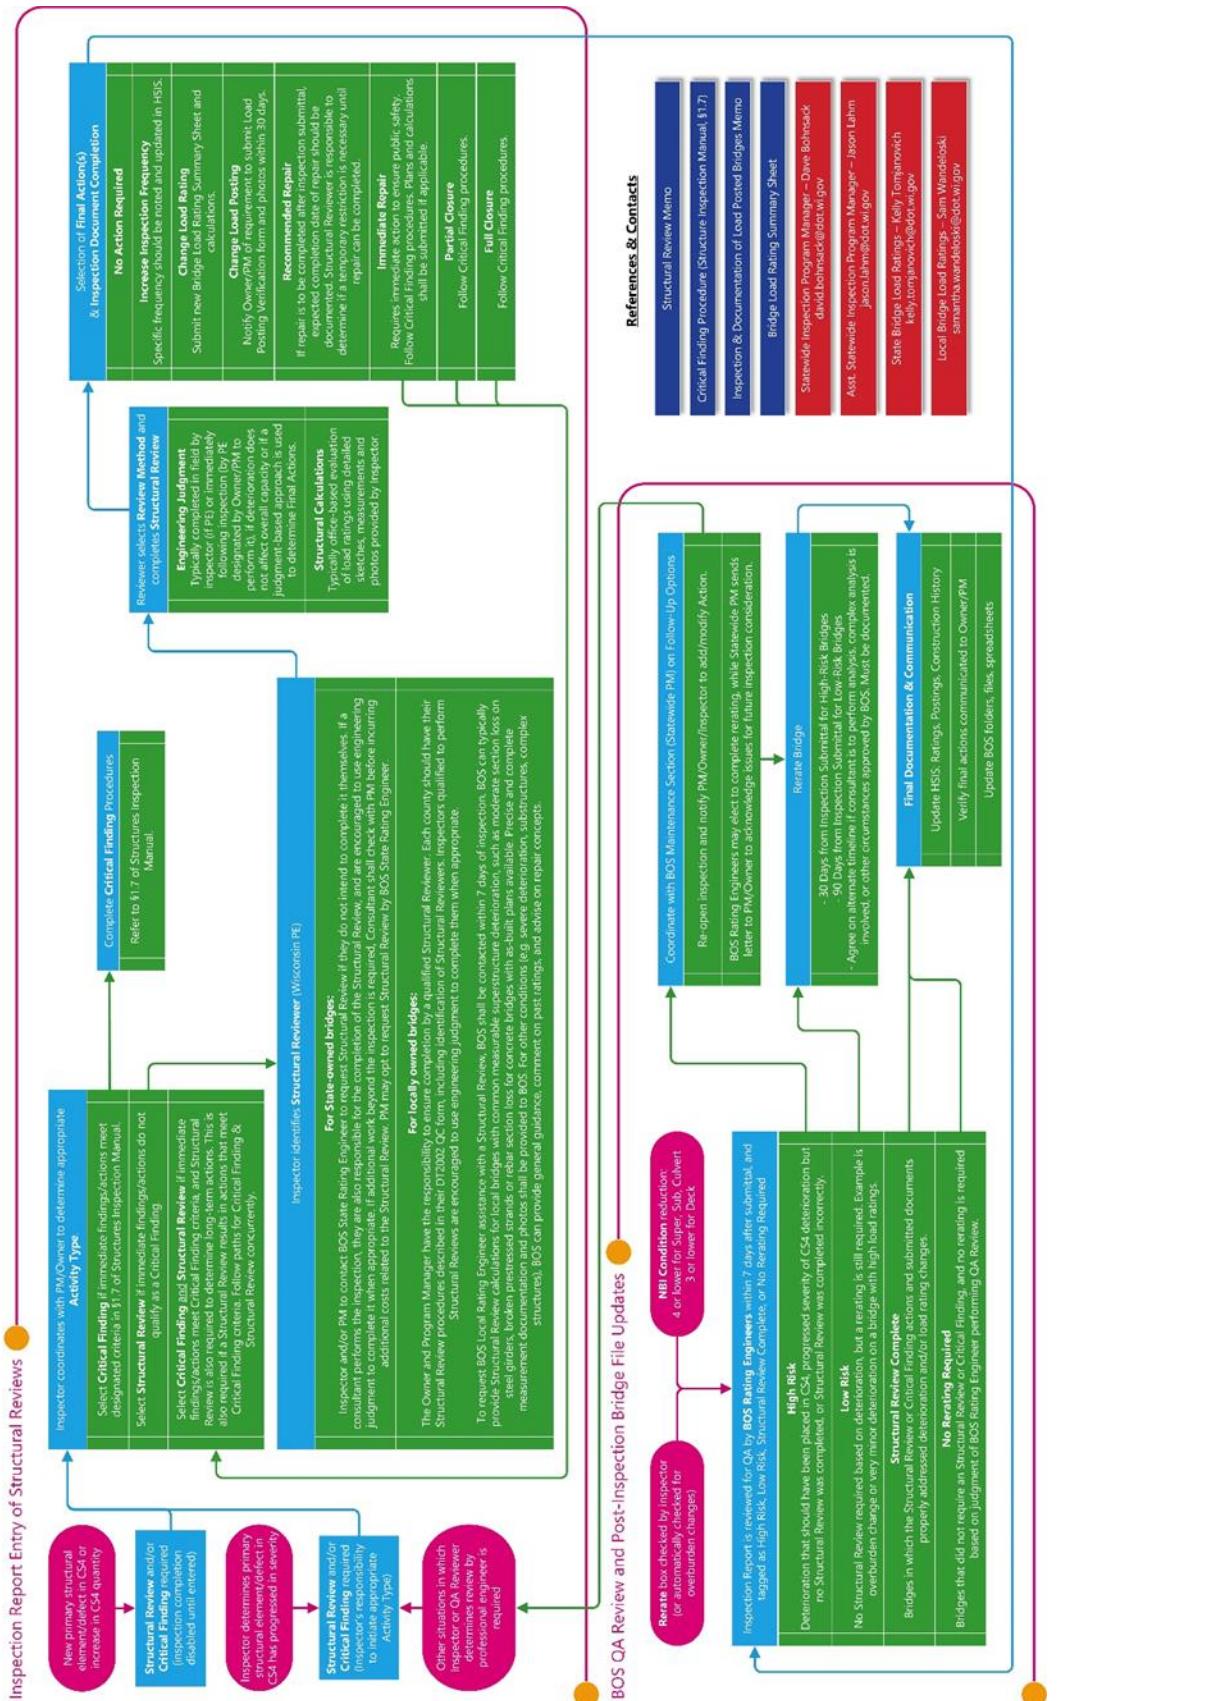 Inspection Report Entry of Structural Reviews
New primary structural
element/defect in CS4 or
increase in CS4 quantity
Structural Review and/or
Critical Finding required
(inspection completion
disabled until entered)
Inspector determines primary
structural element/defect in
CS4 has progressed in severity
Structural Review and/or
Critical Finding required
(Inspector's responsibility
to initiate appropriate
Activity Type)
Other situations in which
Inspector or QA Reviewer
determines review by
professional engineer is
required
Inspector coordinates with PM/Owner to determine appropriate
Activity Type
Select Critical Finding if immediate findings/actions meet
designated criteria in §1.7 of Structures Inspection Manual.
Select Structural Review if immediate findings/actions do not
qualify as a Critical Finding
Select Critical Finding and Structural Review if immediate
findings/actions meet Critical Finding criteria, and Structural
Review is also required to determine long-term actions. This is
also required if a Structural Review results in actions that meet
Critical Finding criteria. Follow paths for Critical Finding &
Structural Review concurrently.
Complete Critical Finding Procedures
Refer to §1.7 of Structures Inspection
Manual.
Inspector identifies Structural Reviewer (Wisconsin PE)
For State-owned bridges:
Inspector and/or PM to contact BOS State Rating Engineer to request Structural Review if they do not intend to complete it themselves. If a
consultant performs the inspection, they are also responsible for the completion of the Structural Review, and are encouraged to use engineering
judgment to complete it when appropriate. If additional work beyond the inspection is required, Consultant shall check with PM before incurring
additional costs related to the Structural Review. PM may opt to request Structural Review by BOS State Rating Engineer.
For locally owned bridges:
The Owner and Program Manager have the responsibility to ensure completion by a qualified Structural Reviewer. Each county should have their
Structural Review procedures described in their DT2002 QC form, including identification of Structural Reviewers. Inspectors qualified to perform
Structural Reviews are encouraged to use engineering judgment to complete them when appropriate.
To request BOS Local Rating Engineer assistance with a Structural Review, BOS shall be contacted within 7 days of inspection. BOS can typically
provide Structural Review calculations for local bridges with common measurable superstructure deterioration, such as moderate section loss on
steel girders, broken prestressed strands or rebar section loss for concrete bridges with as-built plans available. Precise and complete
measurement documentation and photos shall be provided to BOS. For other conditions (e.g. severe deterioration, substructures, complex
structures), BOS can provide general guidance, comment on past ratings, and advise on repair concepts.
Reviewer selects Review Method and
completes Structural Review
Engineering Judgment
Typically completed in field by
inspector (if PE) or immediately
following inspection (by PE
designated by Owner/PM to
perform it), if deterioration does
not affect overall capacity or if a
judgment-based approach is used
to determine Final Actions.
Structural Calculations
Typically office-based evaluation
of load ratings using detailed
sketches, measurements and
photos provided by Inspector
Selection of Final Action(s)
& Inspection Document Completion
No Action Required
Increase Inspection Frequency
Specific frequency should be noted and updated in HSIS.
Change Load Rating
Submit new Bridge Load Rating Summary Sheet and
calculations.
Change Load Posting
Notify Owner/PM of requirement to submit Load
Posting Verification form and photos within 30 days.
Recommended Repair
If repair is to be completed after inspection submittal,
expected completion date of repair should be
documented. Structural Reviewer is responsible to
determine if a temporary restriction is necessary until
repair can be completed.
Immediate Repair
Requires immediate action to ensure public safety.
Follow Critical Finding procedures. Plans and calculations
shall be submitted if applicable.
Partial Closure
Follow Critical Finding procedures.
Full Closure
Follow Critical Finding procedures.
BOS QA Review and Post-Inspection Bridge File Updates
Rerate box checked by inspector
(or automatically checked for
overburden changes)
NBI Condition reduction:
4 or lower for Super, Sub, Culvert
3 or lower for Deck
Inspection Report is reviewed for QA by BOS Rating Engineers within 7 days after submittal, and
tagged as High Risk, Low Risk, Structural Review Complete, or No Rerating Required
High Risk
Deterioration that should have been placed in CS4, progressed severity of CS4 deterioration but
no Structural Review was completed, or Structural Review was completed incorrectly.
Low Risk
No Structural Review required based on deterioration, but a rerating is still required. Example is
overburden change or very minor deterioration on a bridge with high load ratings.
Structural Review Complete
Bridges in which the Structural Review or Critical Finding actions and submitted documents
properly addressed deterioration and/or load rating changes.
No Rerating Required
Bridges that did not require an Structural Review or Critical Finding, and no rerating is required
based on judgment of BOS Rating Engineer performing QA Review.
Coordinate with BOS Maintenance Section (Statewide PM) on Follow-Up Options
Re-open inspection and notify PM/Owner/Inspector to add/modify Action.
BOS Rating Engineers may elect to complete rerating, while Statewide PM sends
letter to PM/Owner to acknowledge issues for future inspection consideration.
Rerate Bridge
- 30 Days from Inspection Submittal for High-Risk Bridges
- 90 Days from Inspection Submittal for Low-Risk Bridges
- Agree on alternate timeline if consultant is to perform analysis, complex analysis is
involved, or other circumstances approved by BOS. Must be documented.
Final Documentation & Communication
Update HSIS: Ratings, Postings, Construction History
Verify final actions communicated to Owner/PM
Update BOS folders, files, spreadsheets
References & Contacts
Structural Review Memo
Critical Finding Procedure (Structure Inspection Manual, §1.7)
Inspection & Documentation of Load Posted Bridges Memo
Bridge Load Rating Summary Sheet
Statewide Inspection Program Manager – Dave Bohnsack
david.bohnsack@dot.wi.gov
Asst. Statewide Inspection Program Manager – Jason Lahm
jason.lahm@dot.wi.gov
State Bridge Load Ratings – Kelly Tomjanovich
kelly.tomjanovich@dot.wi.gov
Local Bridge Load Ratings – Sam Wandeloski
samantha.wandeloski@dot.wi.gov